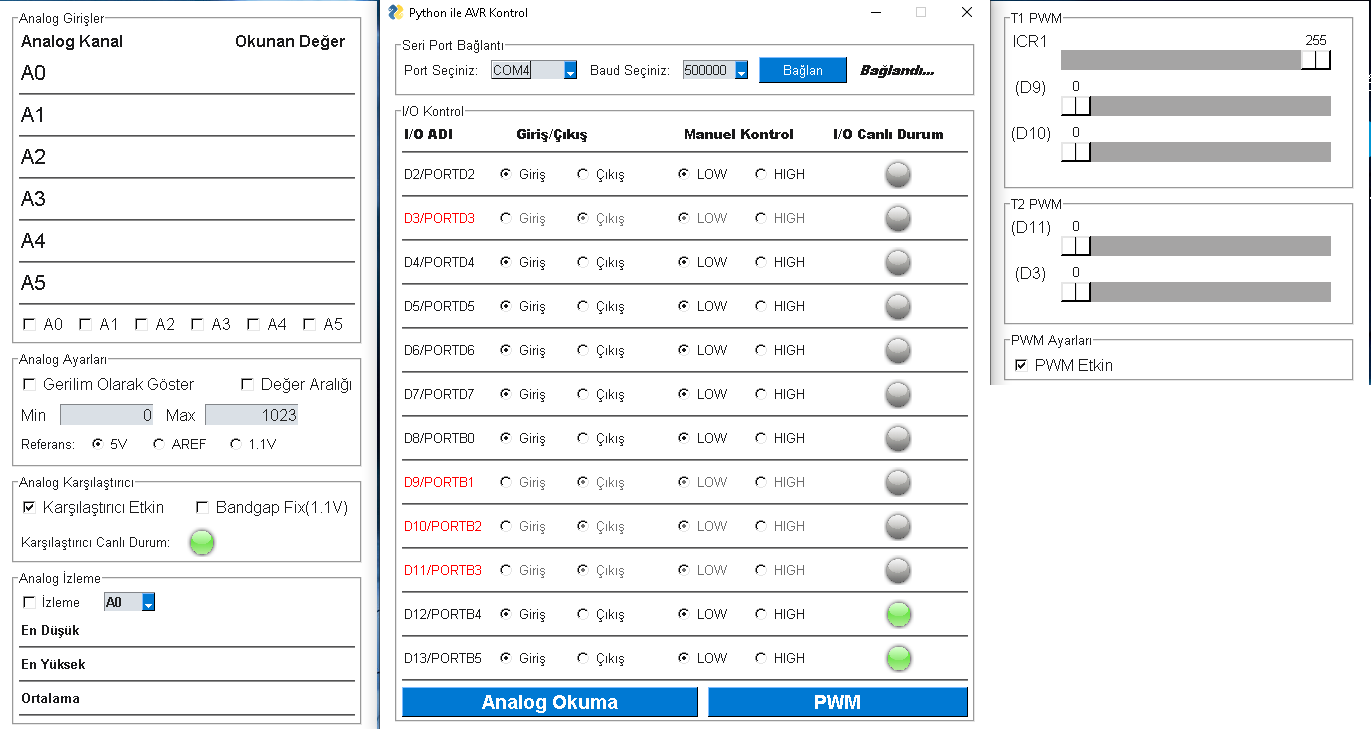 Analog Girişler
Analog Kanal Okunan Değer
A0
A1
A2
A3
A4
A5
A0 A1 A2 A3 A4 A5
Analog Ayarları
Gerilim Olarak Göster Değer Aralığı
Min 0 Max 1023
Referans: 5V AREF 1.1V
Analog Karşılaştırıcı
Karşılaştırıcı Etkin Bandgap Fix(1.1V)
Karşılaştırıcı Canlı Durum:
Analog İzleme
İzleme A0
En Düşük
En Yüksek
Ortalama
Python ile AVR Kontrol
Seri Port Bağlantı
Port Seçiniz: COM4 Baud Seçiniz: 500000 Bağlan Bağlandı...
I/O Kontrol
I/O ADI Giriş/Çıkış Manuel Kontrol I/O Canlı Durum
D2/PORTD2 Giriş Çıkış LOW HIGH
D3/PORTD3 Giriş Çıkış LOW HIGH
D4/PORTD4 Giriş Çıkış LOW HIGH
D5/PORTD5 Giriş Çıkış LOW HIGH
D6/PORTD6 Giriş Çıkış LOW HIGH
D7/PORTD7 Giriş Çıkış LOW HIGH
D8/PORTB0 Giriş Çıkış LOW HIGH
D9/PORTB1 Giriş Çıkış LOW HIGH
D10/PORTB2 Giriş Çıkış LOW HIGH
D11/PORTB3 Giriş Çıkış LOW HIGH
D12/PORTB4 Giriş Çıkış LOW HIGH
D13/PORTB5 Giriş Çıkış LOW HIGH
Analog Okuma PWM
T1 PWM
ICR1 255
(D9) 0
(D10) 0
T2 PWM
(D11) 0
(D3) 0
PWM Ayarları
PWM Etkin